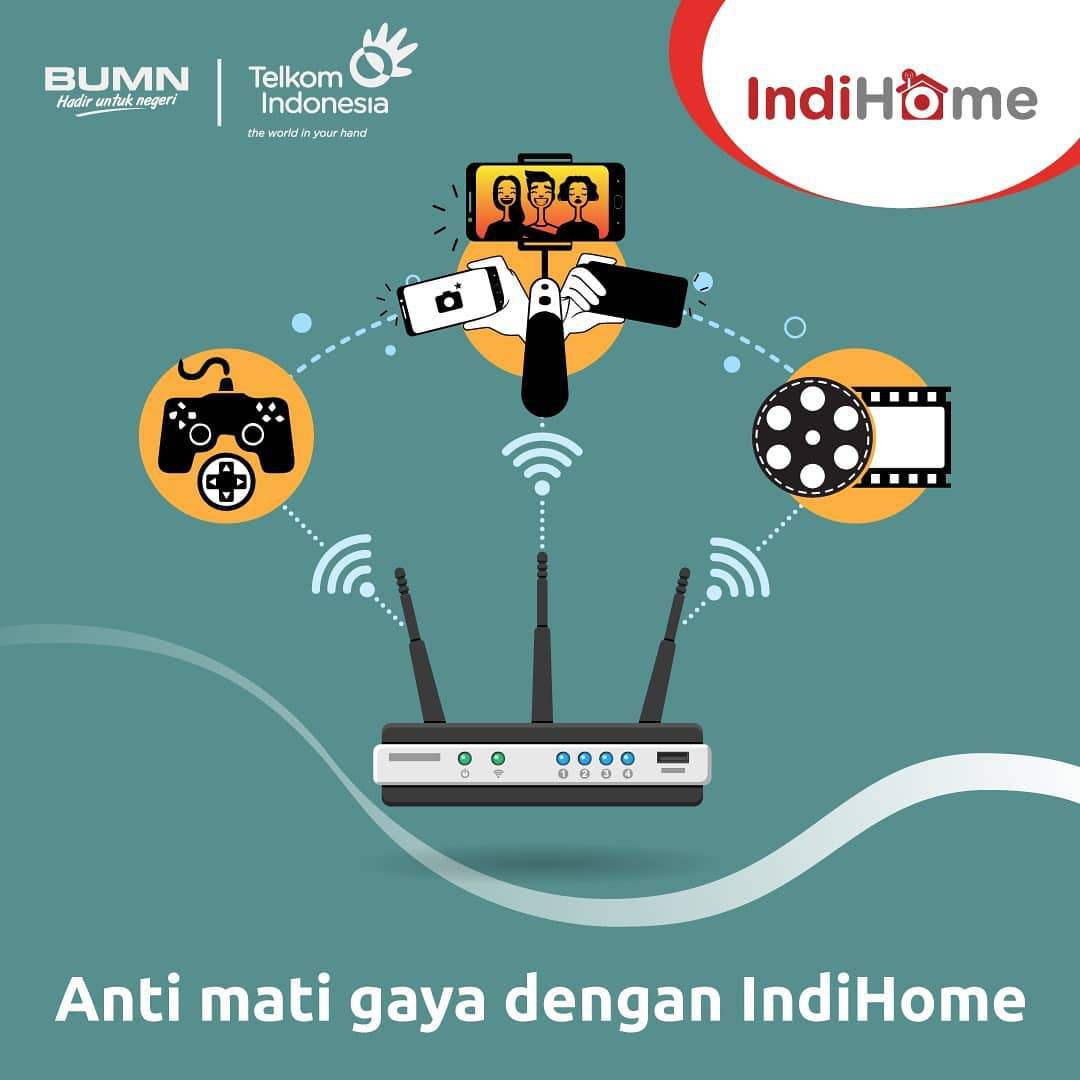 BUMN
Hadir untuk negeri
Telkom
Indonesia
the world in your hand
IndiHome
1 2 3 4
Anti mati gaya dengan IndiHome